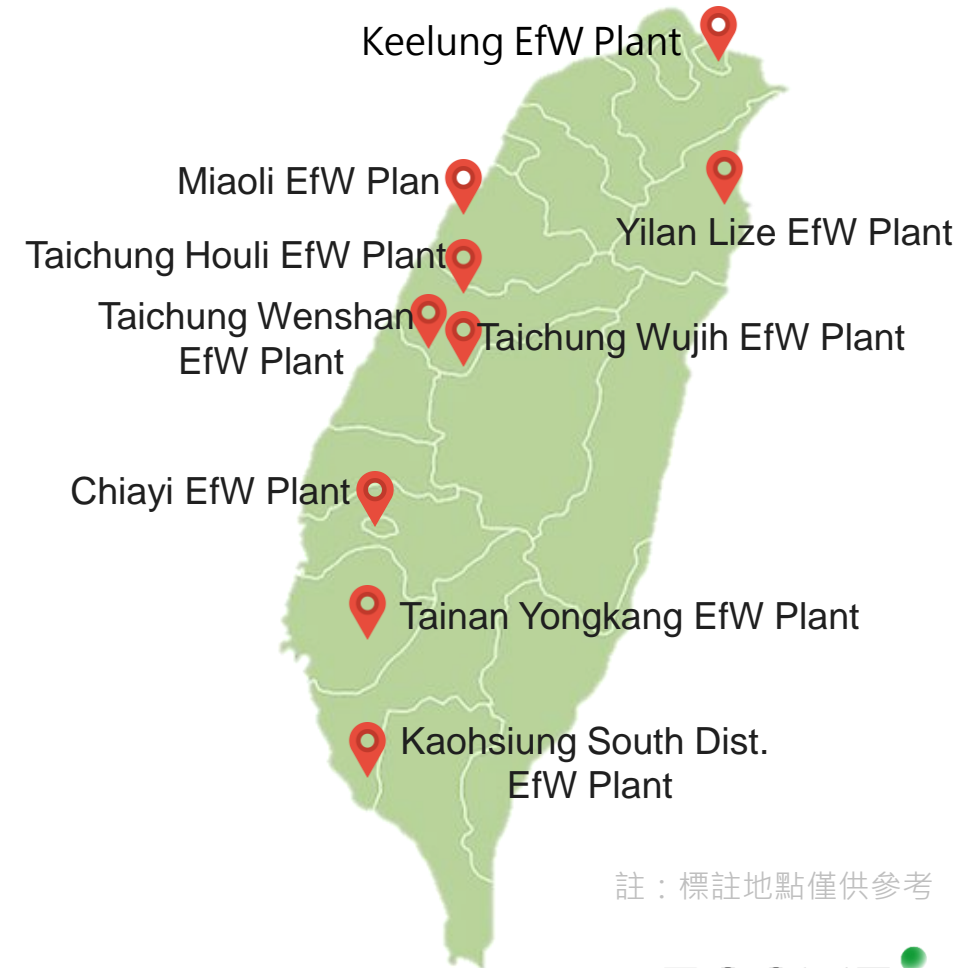 Keelung EfW Plant
Miaoli EfW Plan
Yilan Lize EfW Plant
Taichung Houli EfW Plant
Taichung Wenshan
EfW Plant
Taichung Wujih EfW Plant
Chiayi EfW Plant
Tainan Yongkang EfW Plant
Kaohsiung South Dist.
EfW Plant
註：標註地點僅供參考